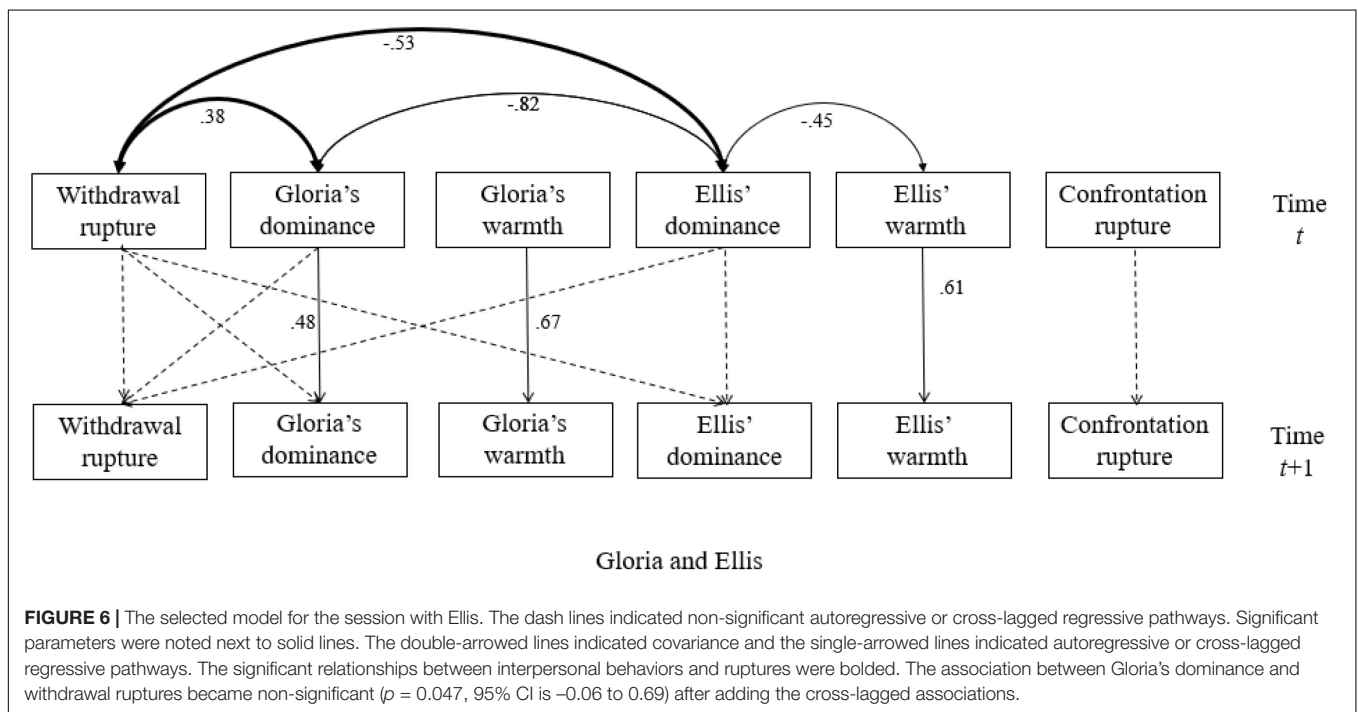 -.53
.38
-.82
-.45
Withdrawal
rupture
Gloria's
dominance
Gloria's
warmth
Ellis'
dominance
Ellis'
warmth
Confrontation
rupture
Time
t
.48
.67
.61
Withdrawal
rupture
Gloria's
dominance
Gloria's
warmth
Ellis'
dominance
Ellis'
warmth
Confrontation
rupture
Time
t+1
Gloria and Ellis
FIGURE 6 | The selected model for the session with Ellis. The dash lines indicated non-significant autoregressive or cross-lagged regressive pathways. Significant
parameters were noted next to solid lines. The double-arrowed lines indicated covariance and the single-arrowed lines indicated autoregressive or cross-lagged
regressive pathways. The significant relationships between interpersonal behaviors and ruptures were bolded. The association between Gloria's dominance and
withdrawal ruptures became non-significant (p = 0.047, 95% CI is –0.06 to 0.69) after adding the cross-lagged associations.